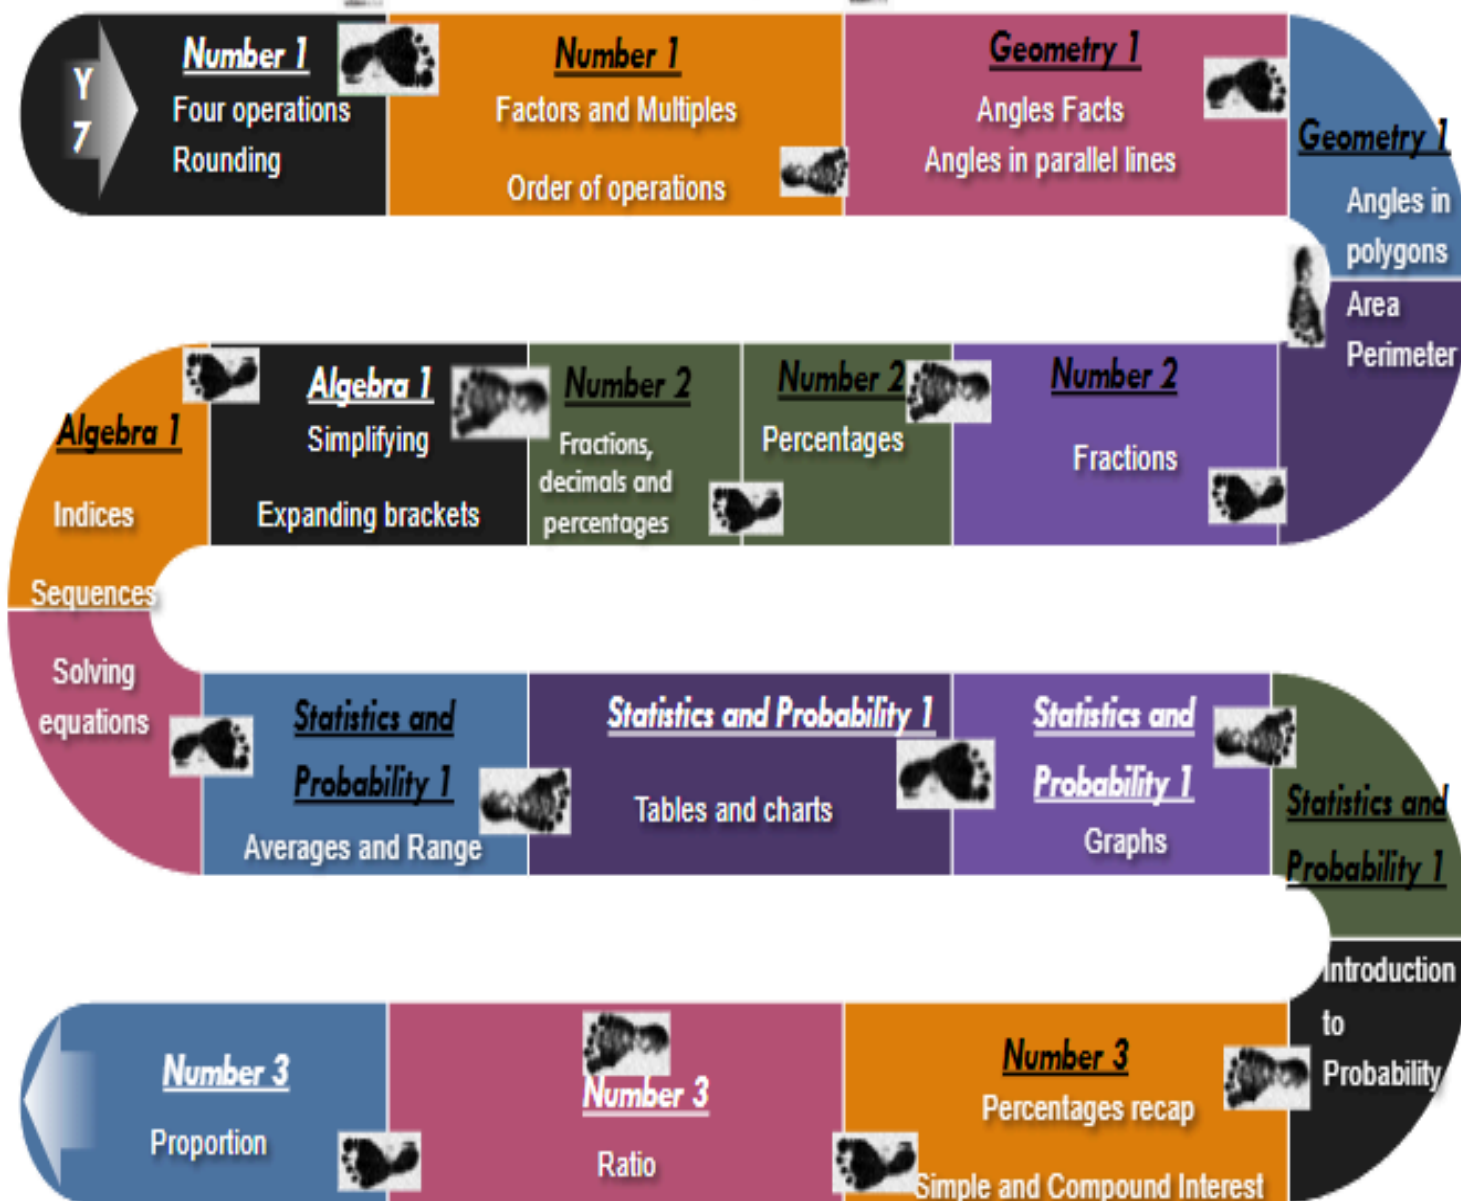 Y
7
Number 1
Four operations
Rounding
Number 1
Factors and Multiples
Order of operations
Geometry 1
Angles Facts
Angles in parallel lines
Geometry 1
Angles in
polygons
Area
Perimeter
Number 2
Fractions
Number 2
Percentages
Number 2
Fractions,
decimals and
percentages
Algebra 1
Simplifying
Expanding brackets
Algebra 1
Indices
Sequences
Solving
equations
Statistics and
Probability 1
Averages and Range
Statistics and Probability 1
Tables and charts
Statistics and
Probability 1
Graphs
Statistics and
Probability 1
Introduction
to
Probability
Number 3
Percentages recap
Simple and Compound Interest
Number 3
Ratio
Number 3
Proportion